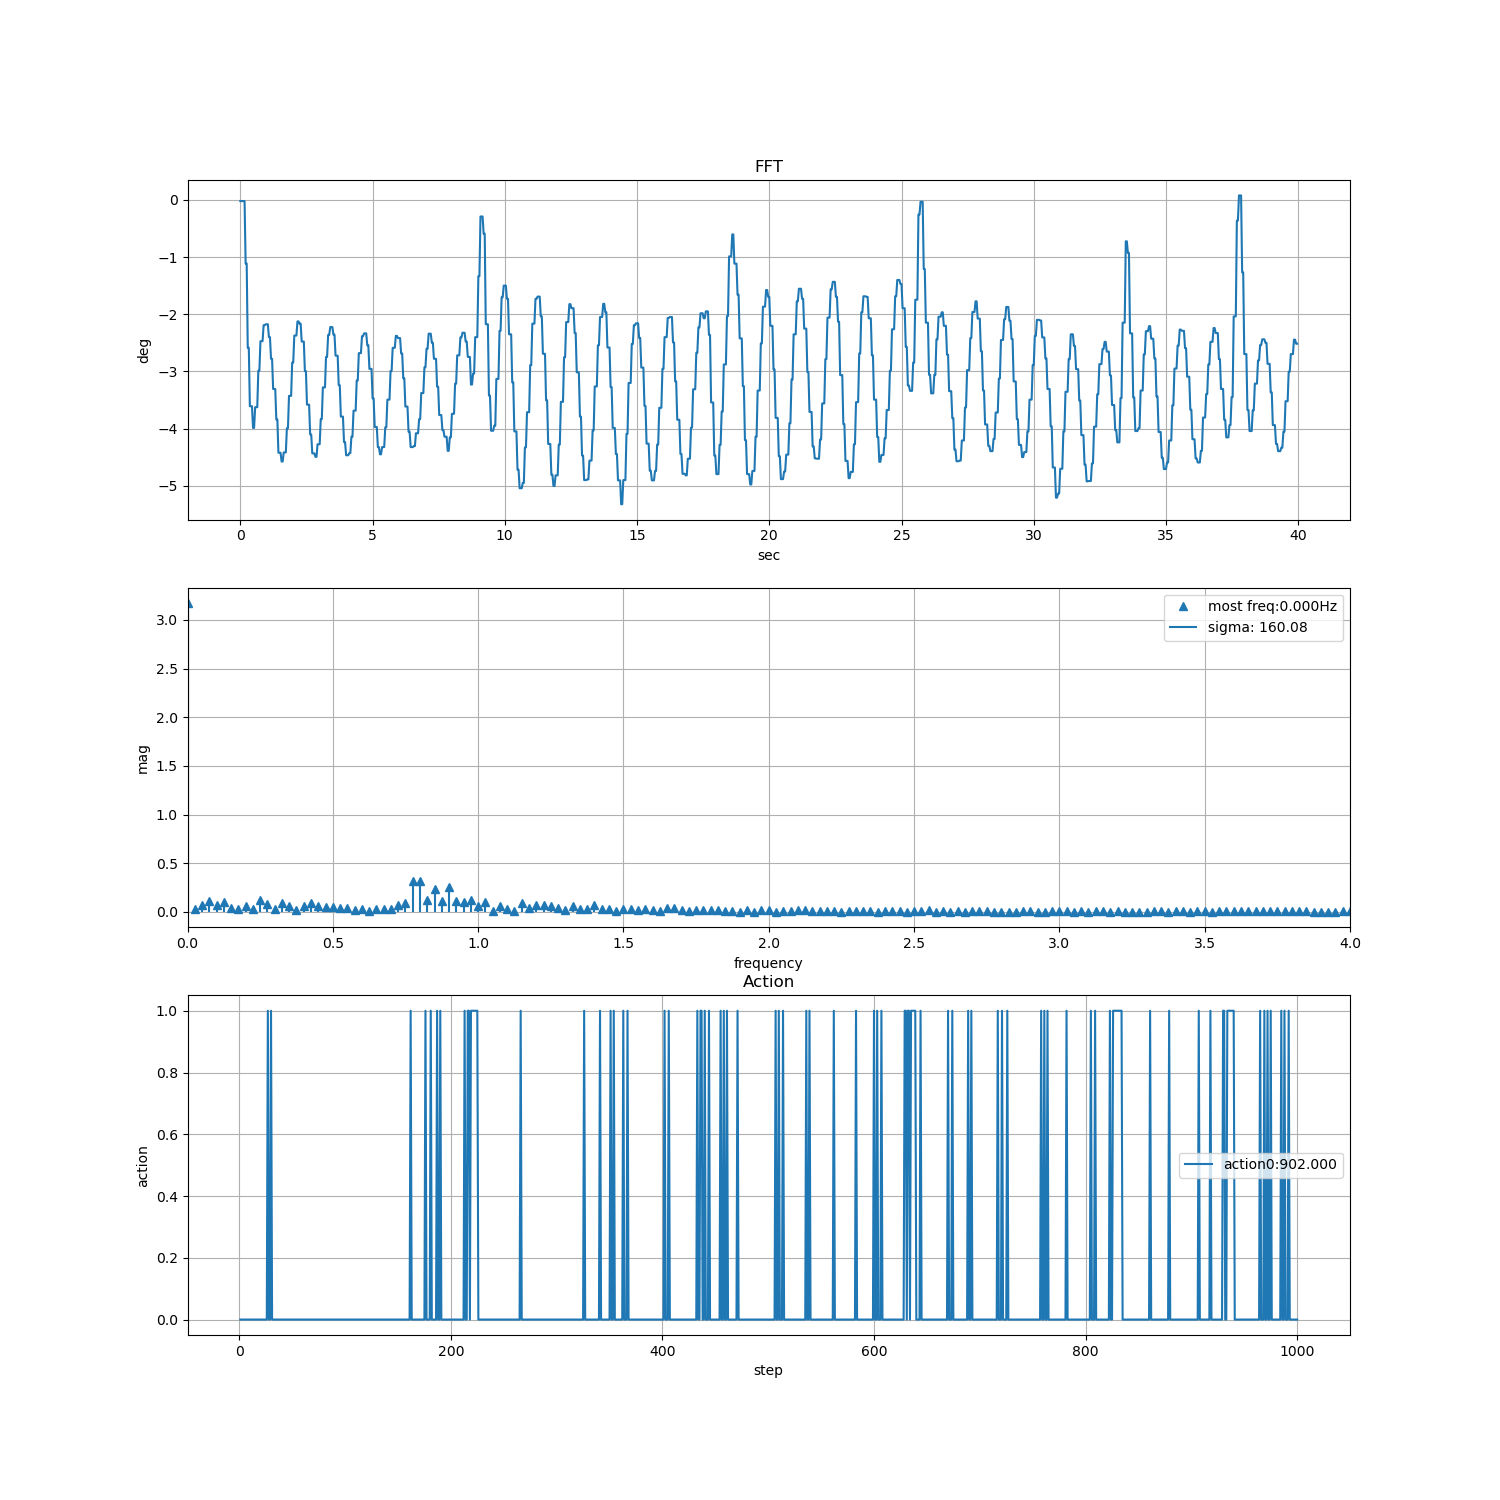 FFT
0
−1
−2
−3
−4
−5
deg
0 5 10 15 20 25 30 35 40
sec
most freq:0.000Hz
sigma: 160.08
3.0
2.5
2.0
1.5
1.0
0.5
0.0
mag
0.0 0.5 1.0 1.5 2.0 2.5 3.0 3.5 4.0
frequency
Action
1.0
0.8
0.6
0.4
0.2
0.0
action
action0:902.000
0 200 400 600 800 1000
step